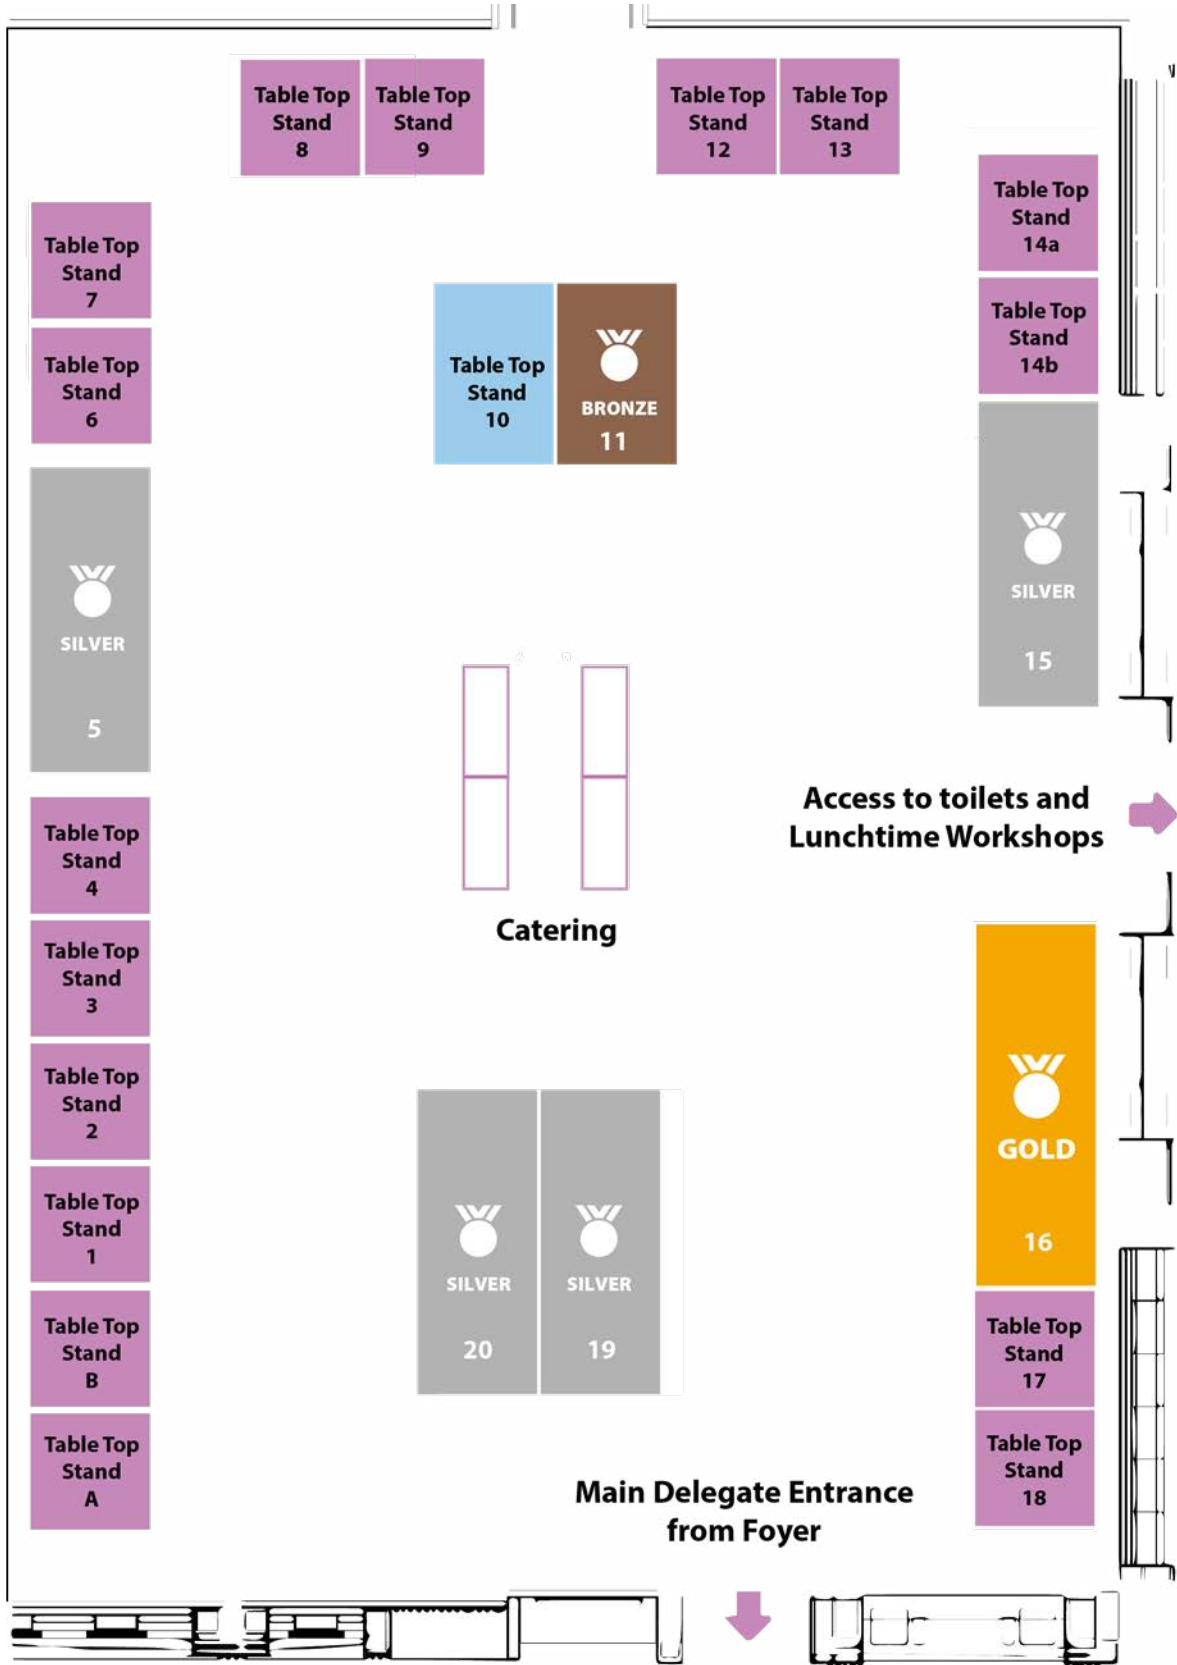 Table Top
Stand
8
Table Top
Stand
9
Table Top
Stand
12
Table Top
Stand
13
Table Top
Stand
14a
Table Top
Stand
7
Table Top
Stand
14b
Table Top
Stand
6
Table Top
Stand
10
BRONZE
11
SILVER
5
SILVER
15
Access to toilets and
Lunchtime Workshops
Table Top
Stand
4
Catering
Table Top
Stand
3
Table Top
Stand
2
GOLD
16
Table Top
Stand
1
SILVER
20
SILVER
19
Table Top
Stand
B
Table Top
Stand
17
Table Top
Stand
A
Table Top
Stand
18
Main Delegate Entrance
from Foyer